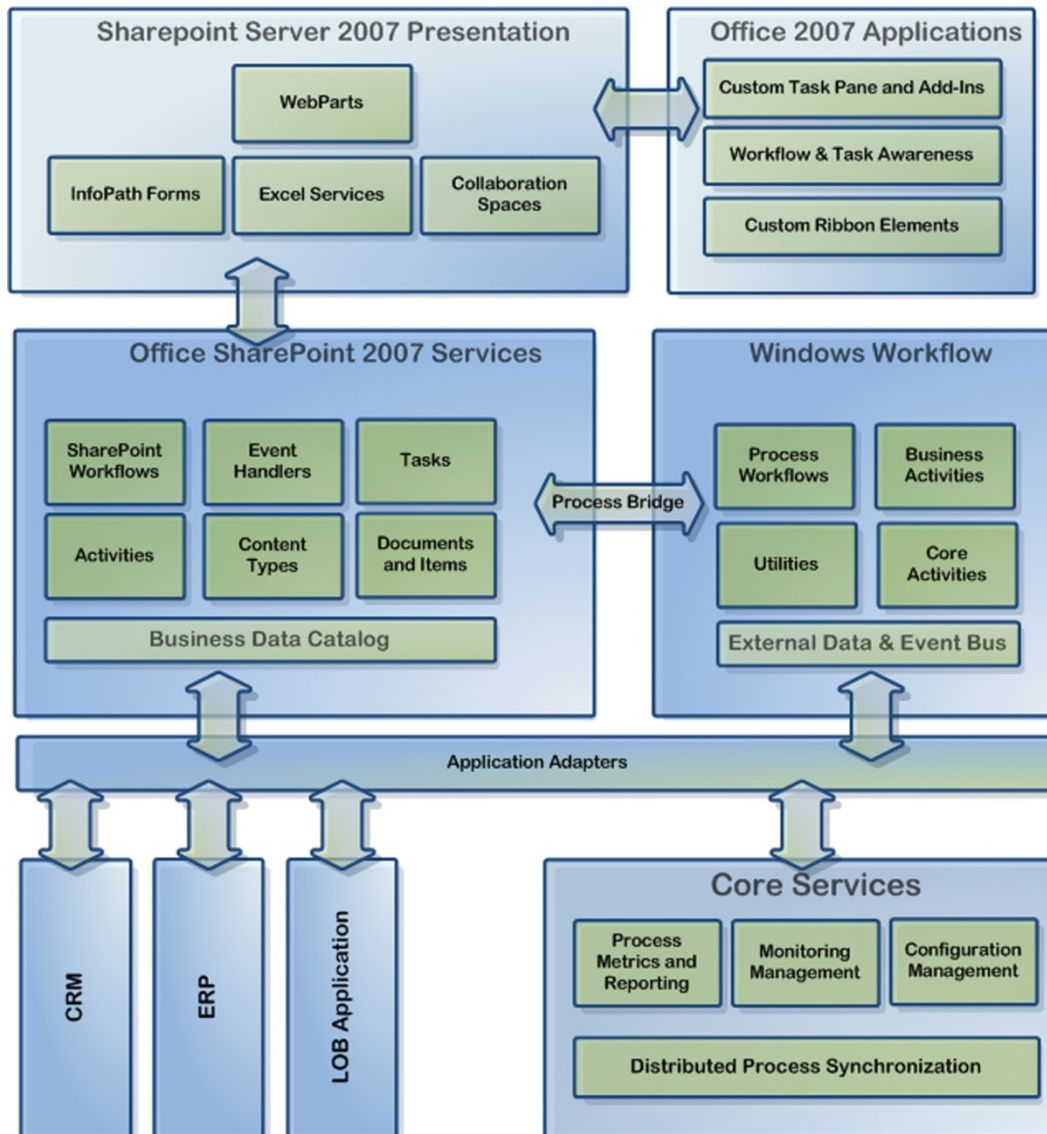 Sharepoint Server 2007 Presentation
WebParts
InfoPath Forms
Excel Services
Collaboration
Spaces
Office 2007 Applications
Custom Task Pane and Add-Ins
Workflow & Task Awareness
Custom Ribbon Elements
Office SharePoint 2007 Services
SharePoint
Workflows
Event
Handlers
Tasks
Activities
Content
Types
Documents
and Items
Business Data Catalog
Process Bridge
Windows Workflow
Process
Workflows
Business
Activities
Utilities
Core
Activities
External Data & Event Bus
Application Adapters
CRM
ERP
LOB Application
Core Services
Process
Metrics and
Reporting
Monitoring
Management
Configuration
Management
Distributed Process Synchronization